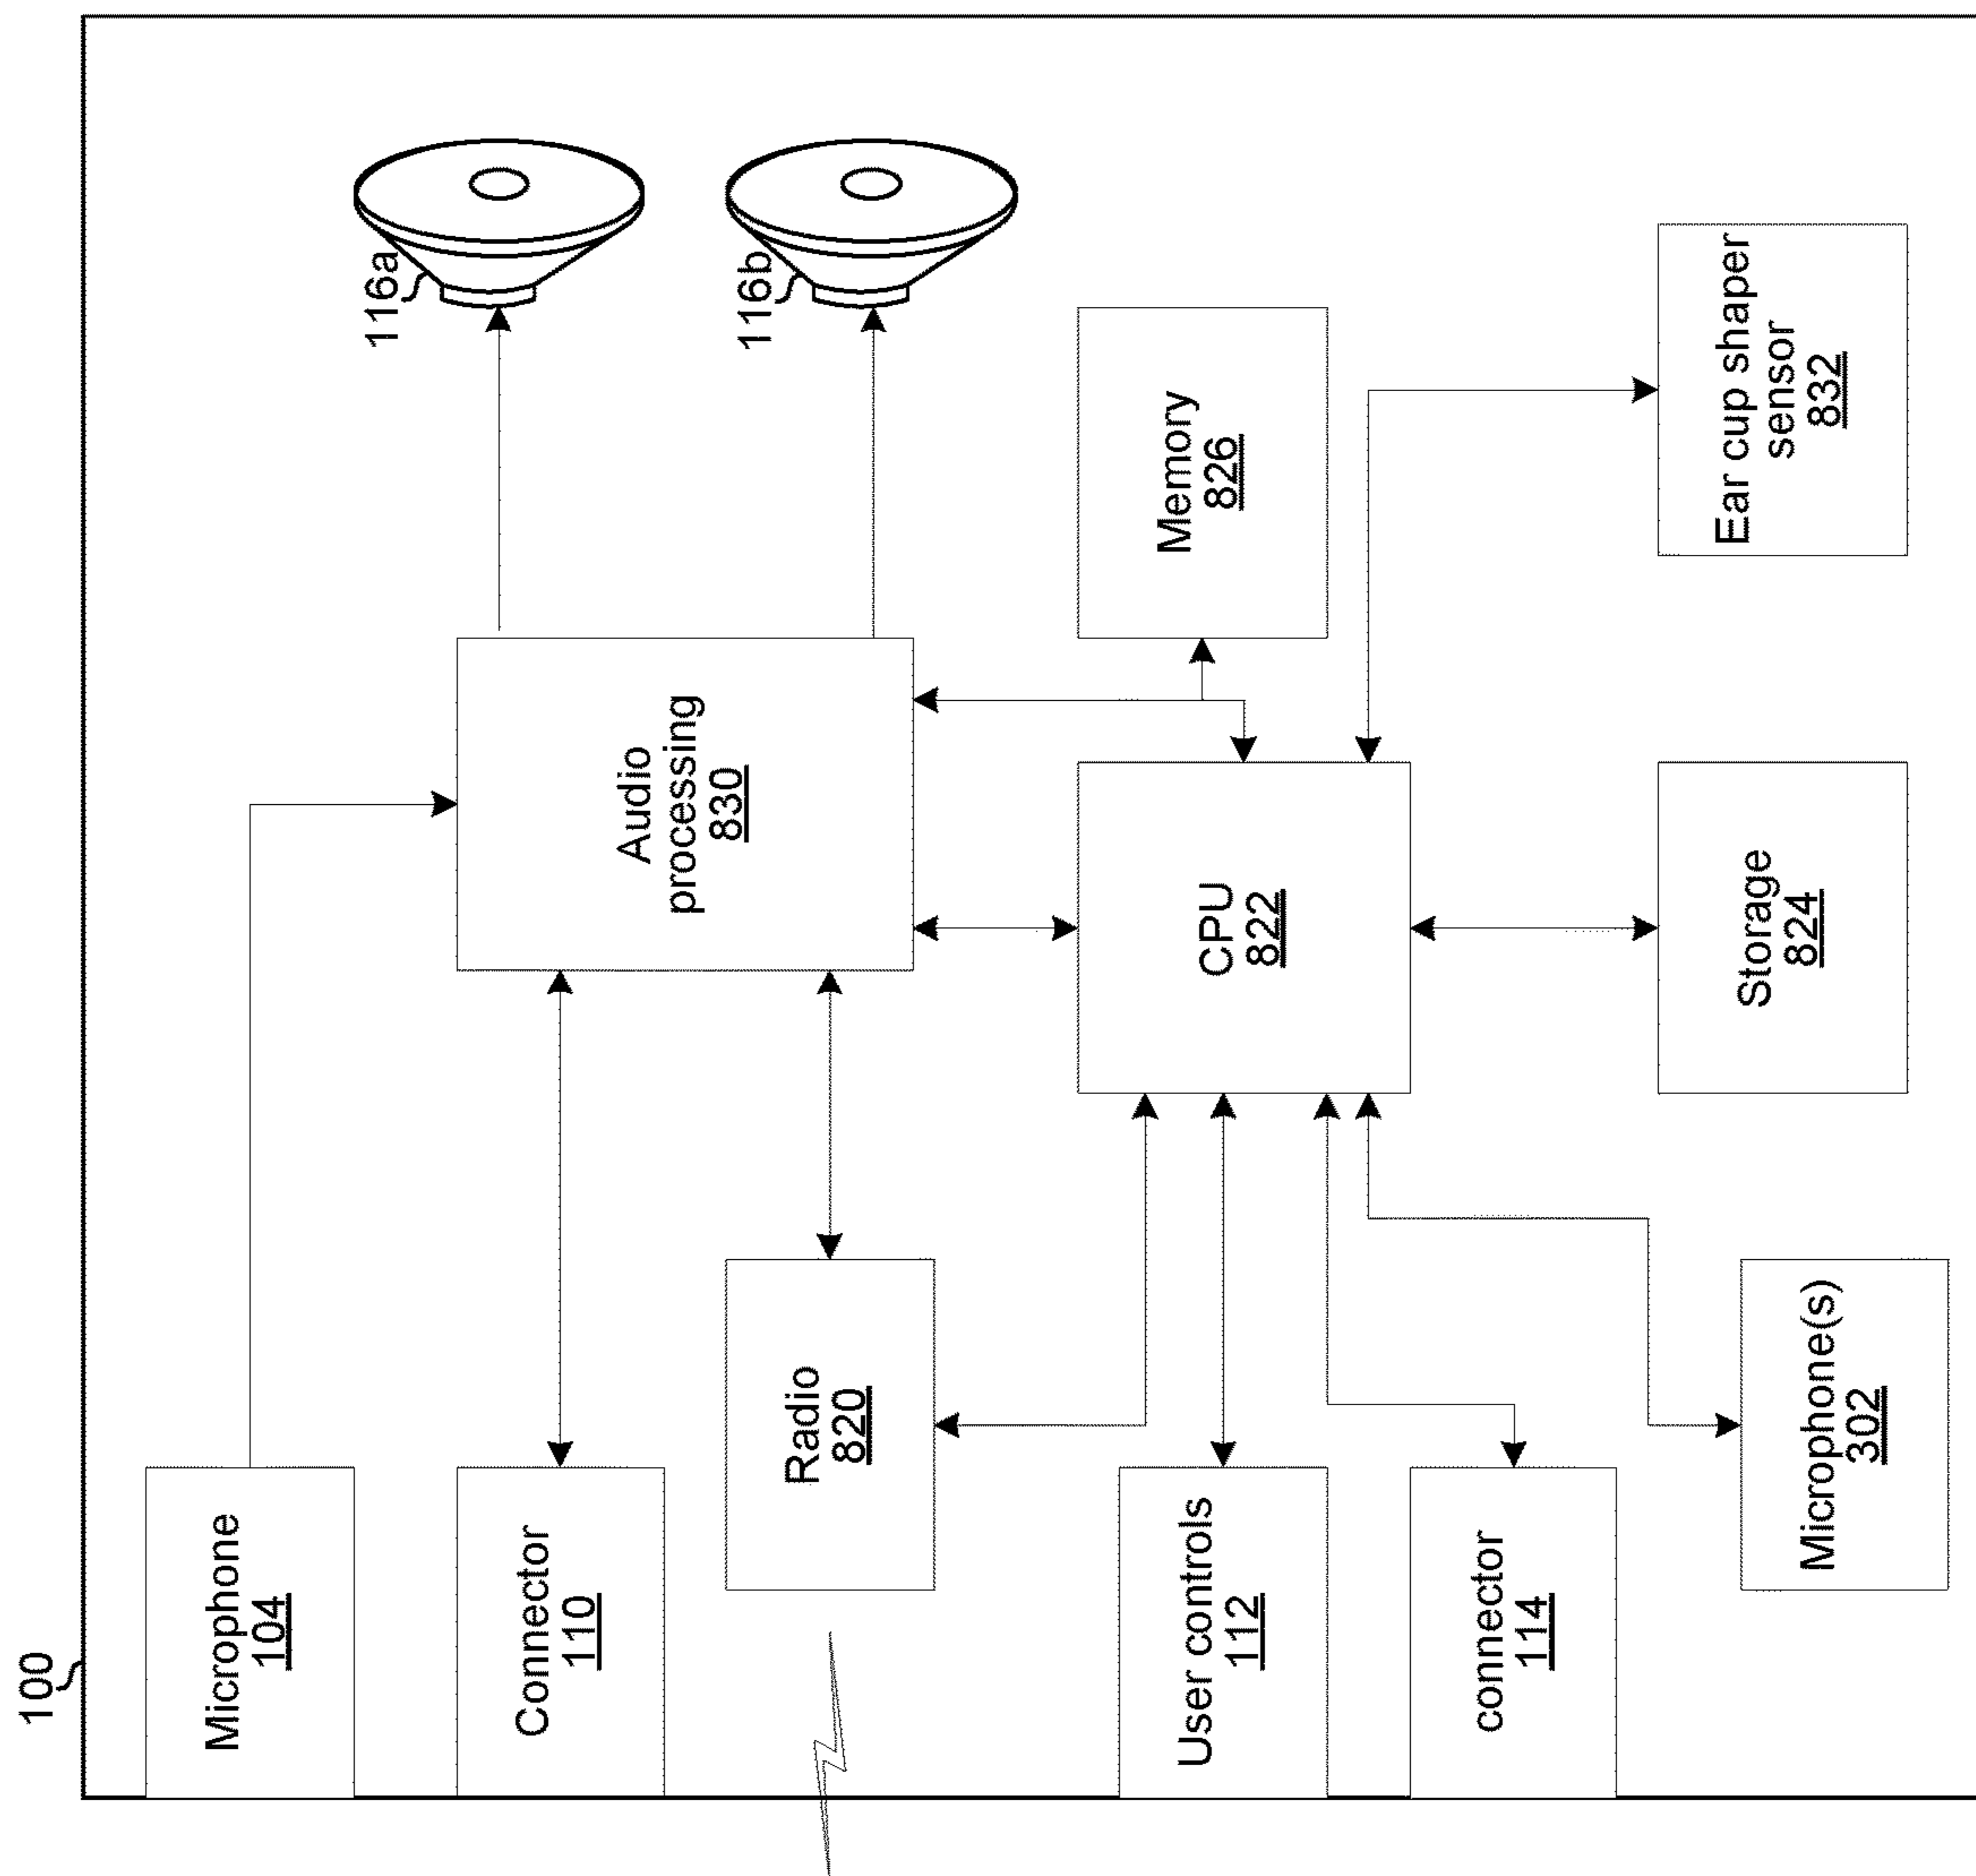 100
Microphone
104
Connector
110
Radio
820
User controls
112
connector
114
Microphone(s)
302
Audio
processing
830
CPU
822
Storage
824
116a
116b
Memory
826
Ear cup shaper
sensor
832